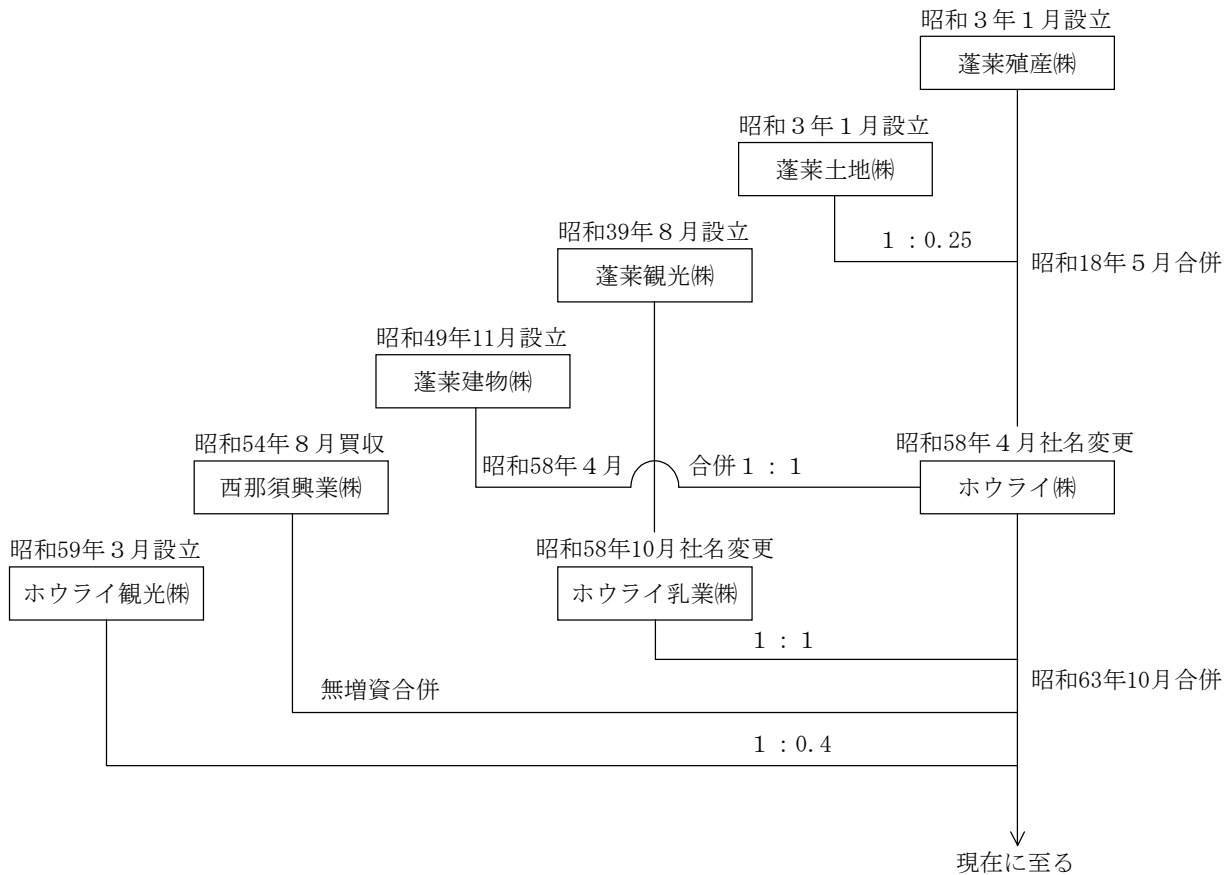 昭和３年１月設立
蓬莱殖産㈱
昭和３年１月設立
蓬莱土地㈱
１：0.25
昭和18年５月合併
昭和39年８月設立
蓬莱観光㈱
昭和49年11月設立
蓬莱建物㈱
昭和58年４月社名変更
ホウライ㈱
昭和58年４月　合併１：１
昭和54年８月買収
西那須興業㈱
昭和58年10月社名変更
ホウライ乳業㈱
昭和59年３月設立
ホウライ観光㈱
１：１
昭和63年10月合併
無増資合併
１：0.4
現在に至る